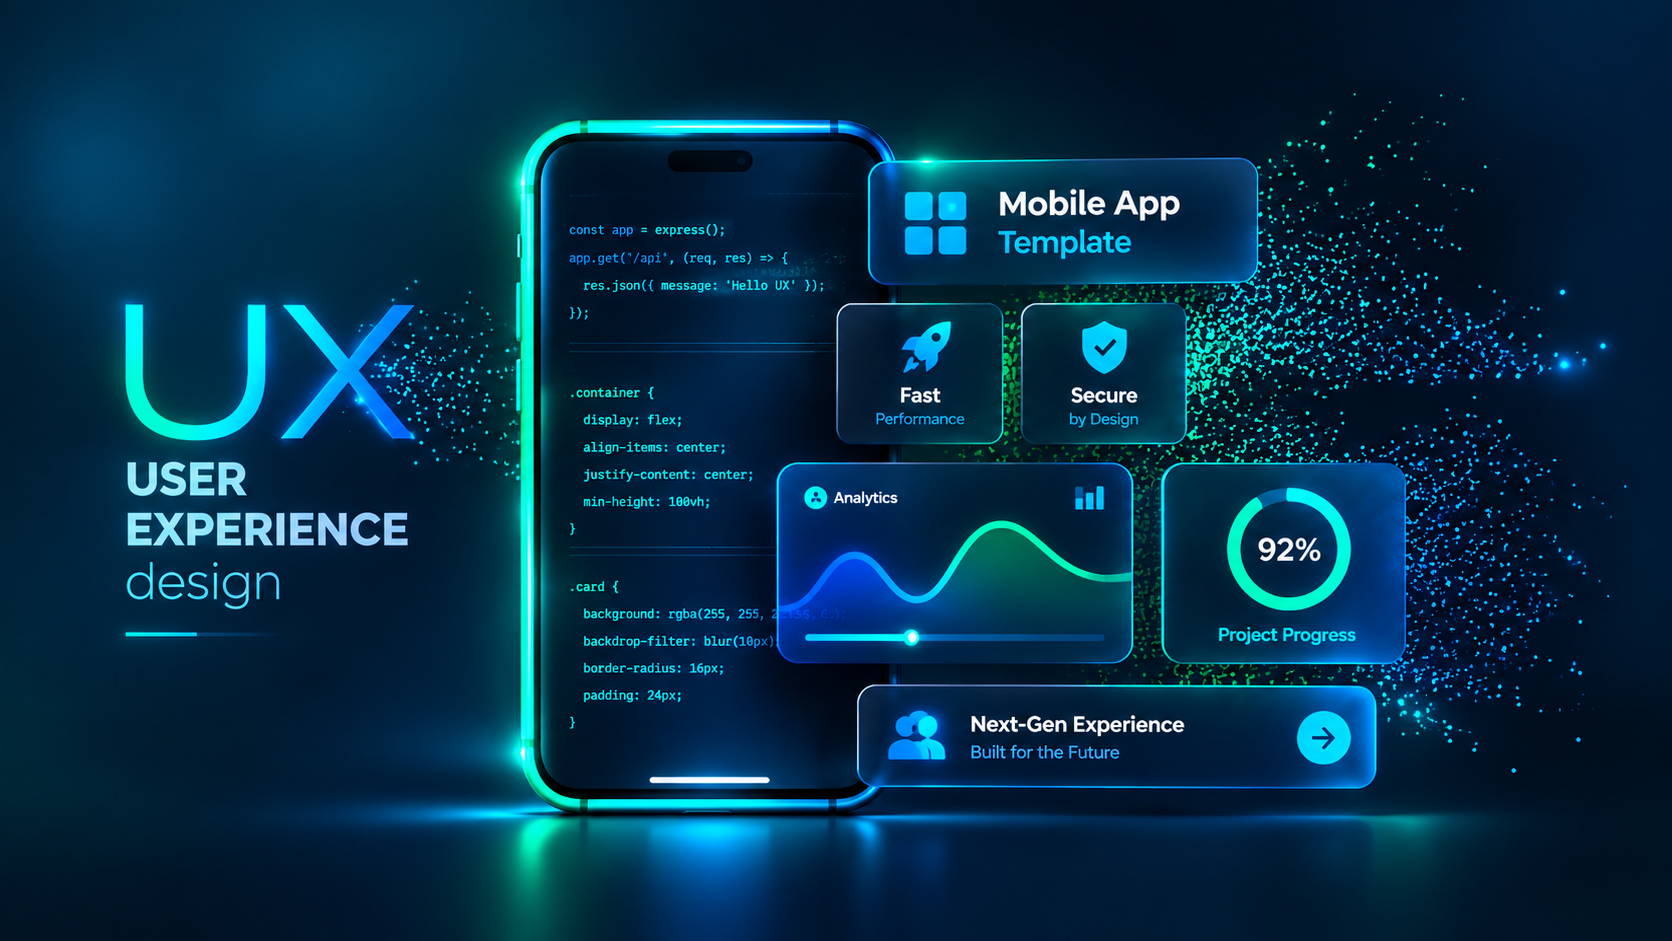 UX
USER
EXPERIENCE
design
const app = express();
app.get("/api', (req, res) => {
res.json({ message: 'Hello UX' });
});
.container {
display: flex;
align-items: center;
justify-content: center;
min-height: 100vh;
}
.card {
background: rgba(255, 255,
backdrop-filter: blur(10px);
border-radius: 16px;
padding: 24px;
}
Mobile App
Template
Fast
Performance
Secure
by Design
Analytics
92%
Project Progress
Next-Gen Experience
Built for the Future